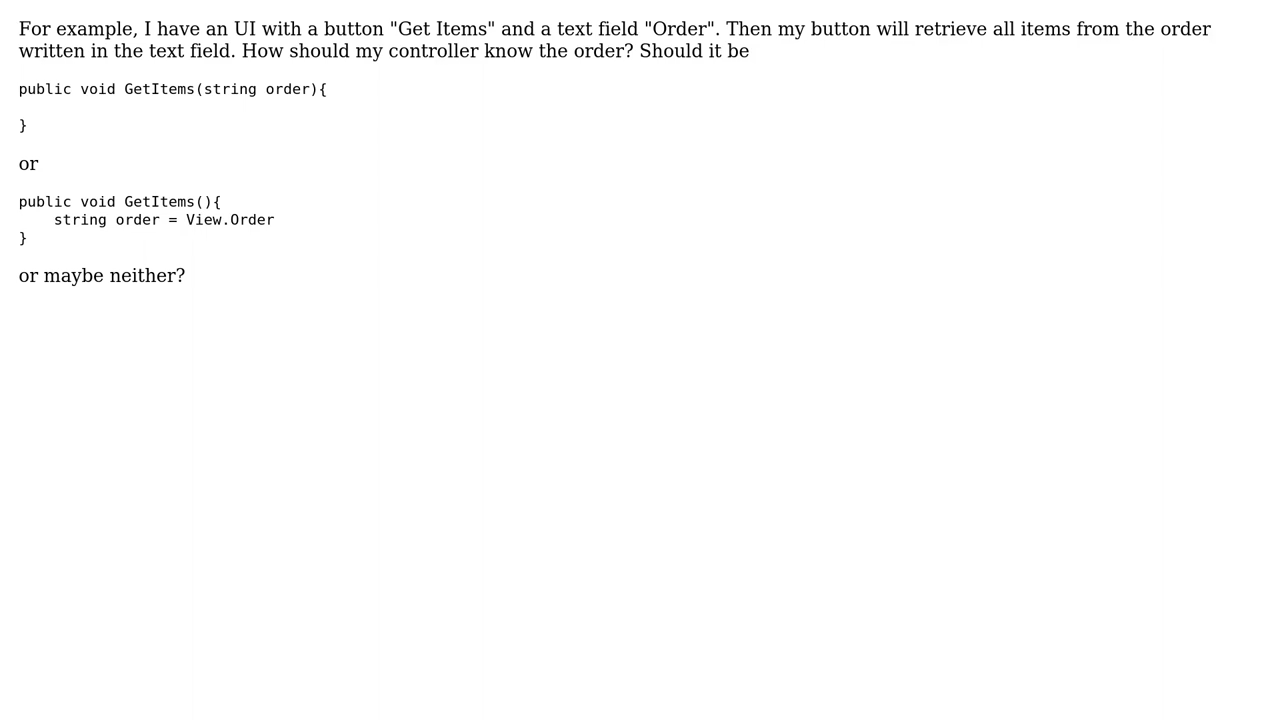 For example, I have an UI with a button "Get Items" and a text field "Order". Then my button will retrieve all items from the order
written in the text field. How should my controller know the order? Should it be
public void GetItems(string order){
}
or
public void GetItems(){
    string order = View.Order
}
or maybe neither?